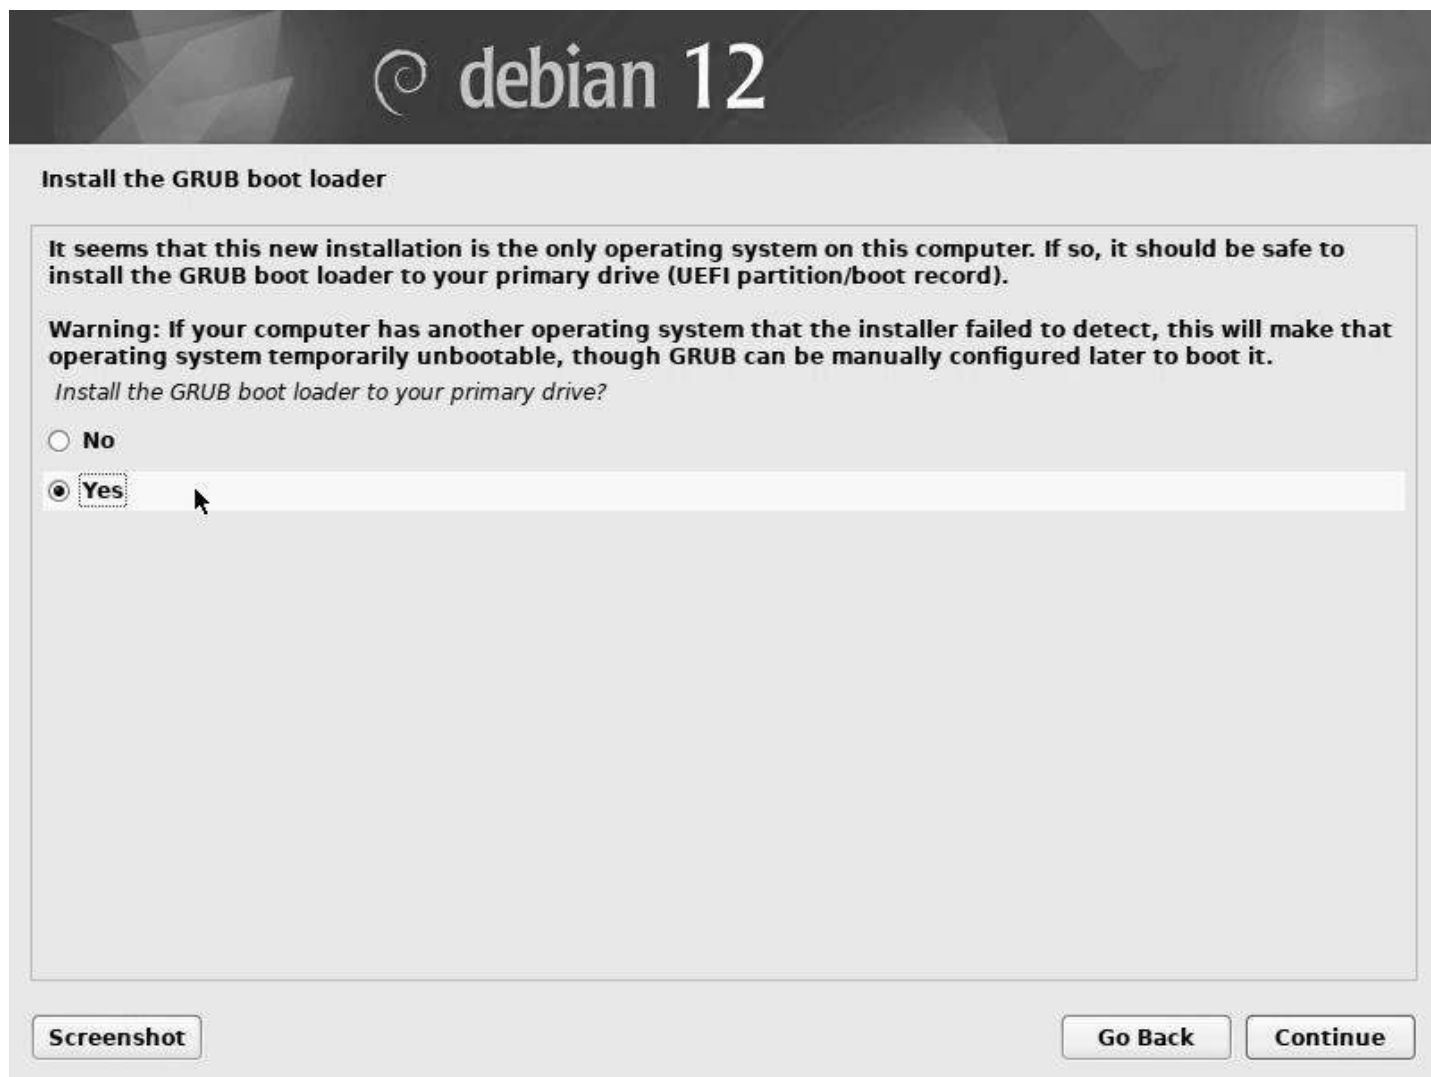 debian 12
Install the GRUB boot loader
It seems that this new installation is the only operating system on this computer. If so, it should be safe to
install the GRUB boot loader to your primary drive (UEFI partition/boot record).
Warning: If your computer has another operating system that the installer failed to detect, this will make that
operating system temporarily unbootable, though GRUB can be manually configured later to boot it.
Install the GRUB boot loader to your primary drive?
No
Yes
Screenshot
Go Back
Continue